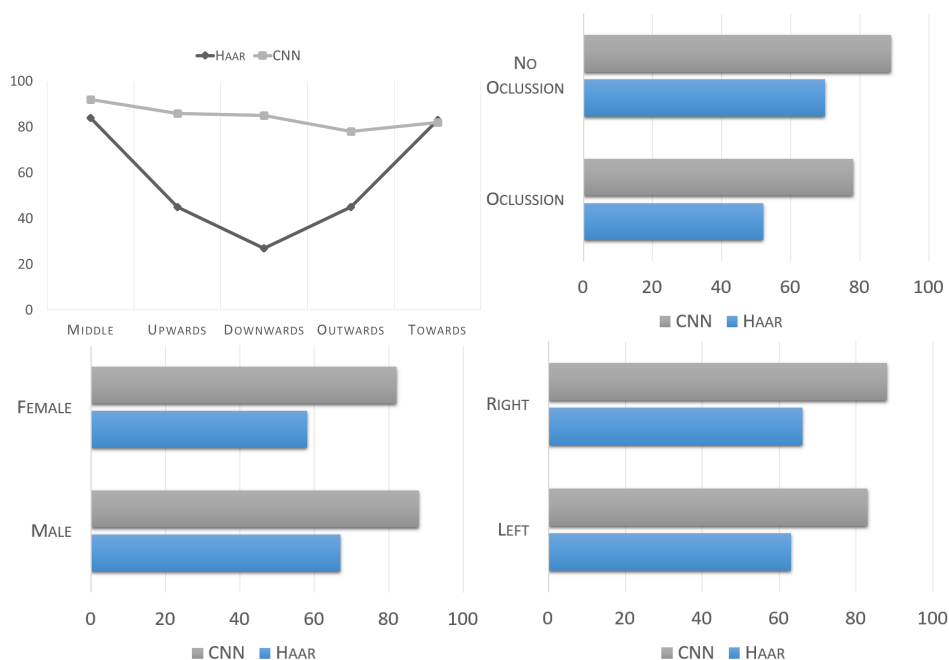 HAAR CNN
100
80
60
40
20
0
MIDDLE UPWARDS DOWNWARDS OUTWARDS TOWARDS
NO
OCLUSSION
OCLUSSION
0 20 40 60 80 100
CNN HAAR
FEMALE
MALE
0 20 40 60 80 100
CNN HAAR
RIGHT
LEFT
0 20 40 60 80 100
CNN HAAR